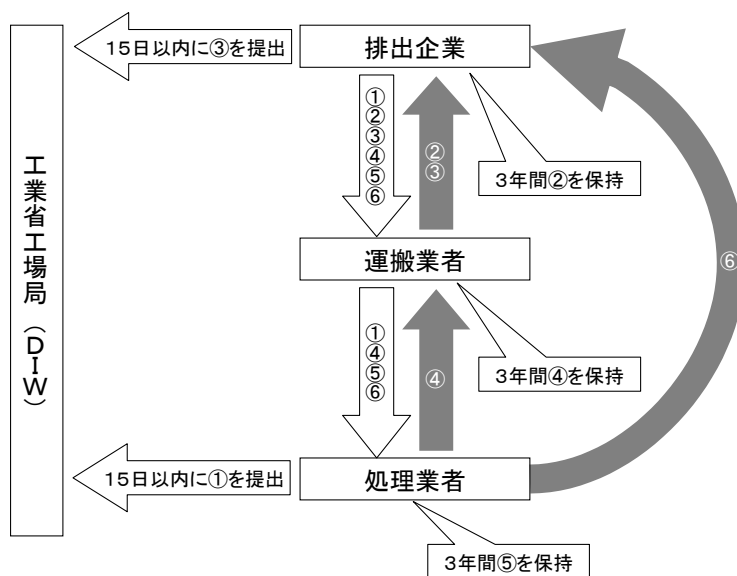 15日以内に③を提出
排出企業
①
②
③
④
⑤
⑥
②
③
3年間②を保持
工業省工場局(DIW)
運搬業者
⑥
①
④
⑤
⑥
④
3年間④を保持
15日以内に①を提出
処理業者
3年間⑤を保持